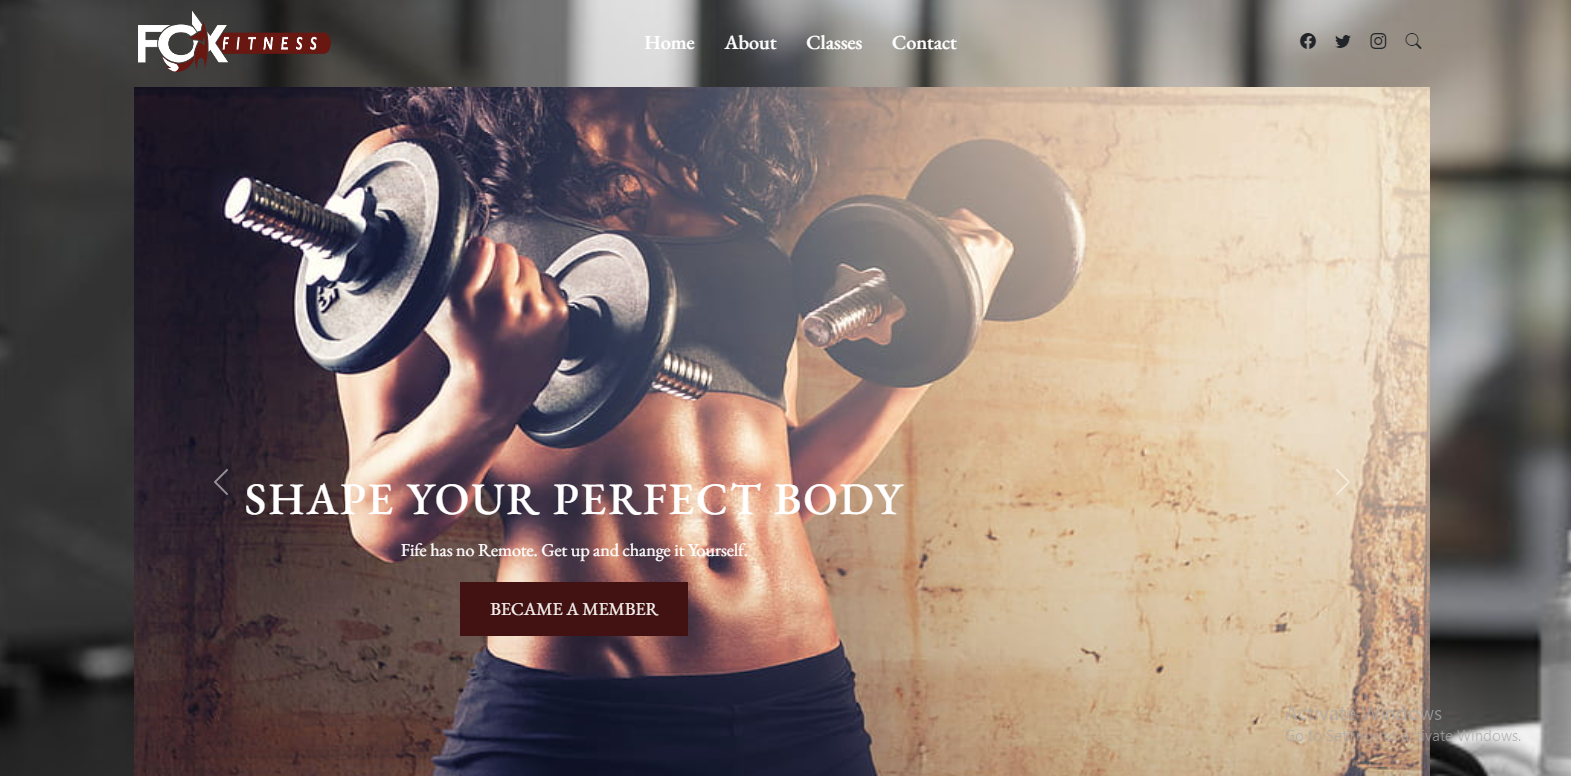 FCK FITNESS
Home About Classes Contact
SHAPE YOUR PERFECT BODY
Fife has no Remote. Get up and change it Yourself.
BECAME A MEMBER
Activate Windows
Go to Settings to activate Windows.